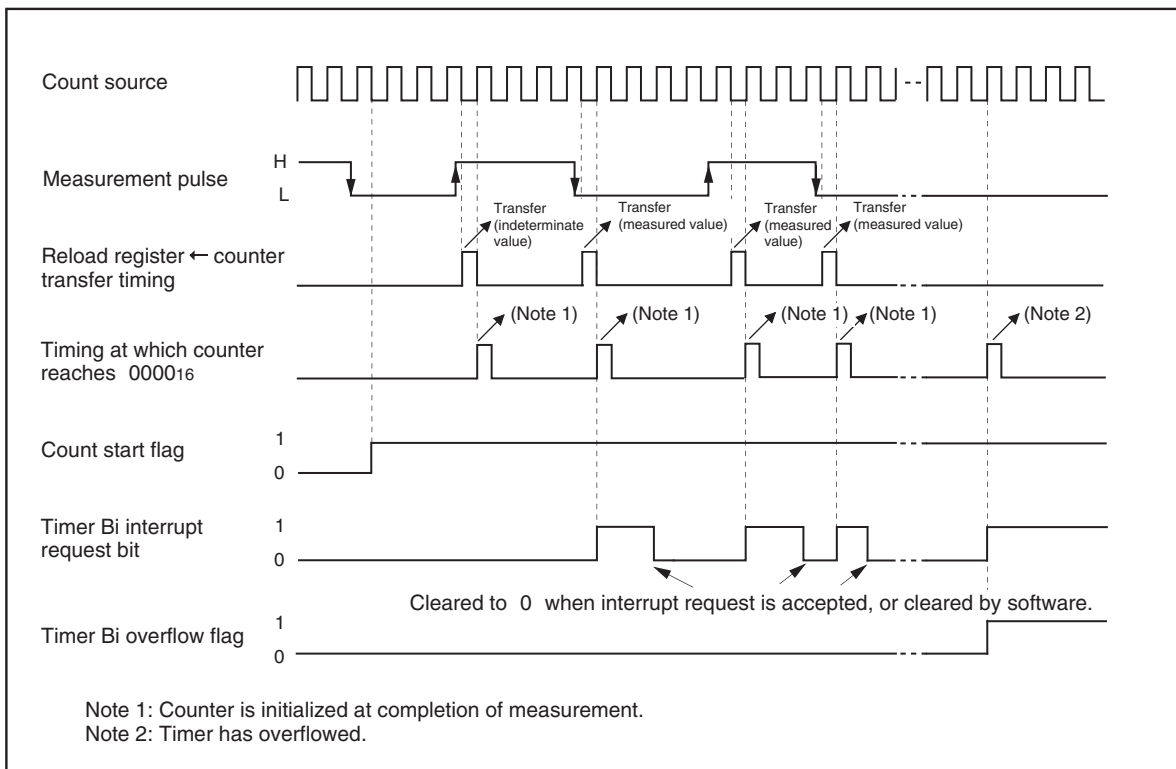 Count source
Measurement pulse
H
L
Transfer
(indeterminate
value)
Transfer
(measured value)
Transfer
(measured
value)
Transfer
(measured value)
Reload register ← counter
transfer timing
(Note 1)
(Note 1)
(Note 1)
(Note 1)
(Note 2)
Timing at which counter
reaches 000016
Count start flag
1
0
Timer Bi interrupt
request bit
1
0
Cleared to 0 when interrupt request is accepted, or cleared by software.
Timer Bi overflow flag
1
0
Note 1: Counter is initialized at completion of measurement.
Note 2: Timer has overflowed.